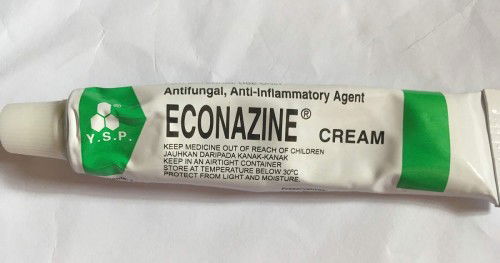 Antifungal, Anti-Inflammatory Agent
ECONAZINE® CREAM
Y.S.P.
KEEP MEDICINE OUT OF REACH OF CHILDREN
JAUHKAN DARIPADA KANAK-KANAK
KEEP IN AIRTIGHT CONTAINER
STORE AT TEMPERATURE BELOW 30°C
PROTECT FROM LIGHT AND MOISTURE.